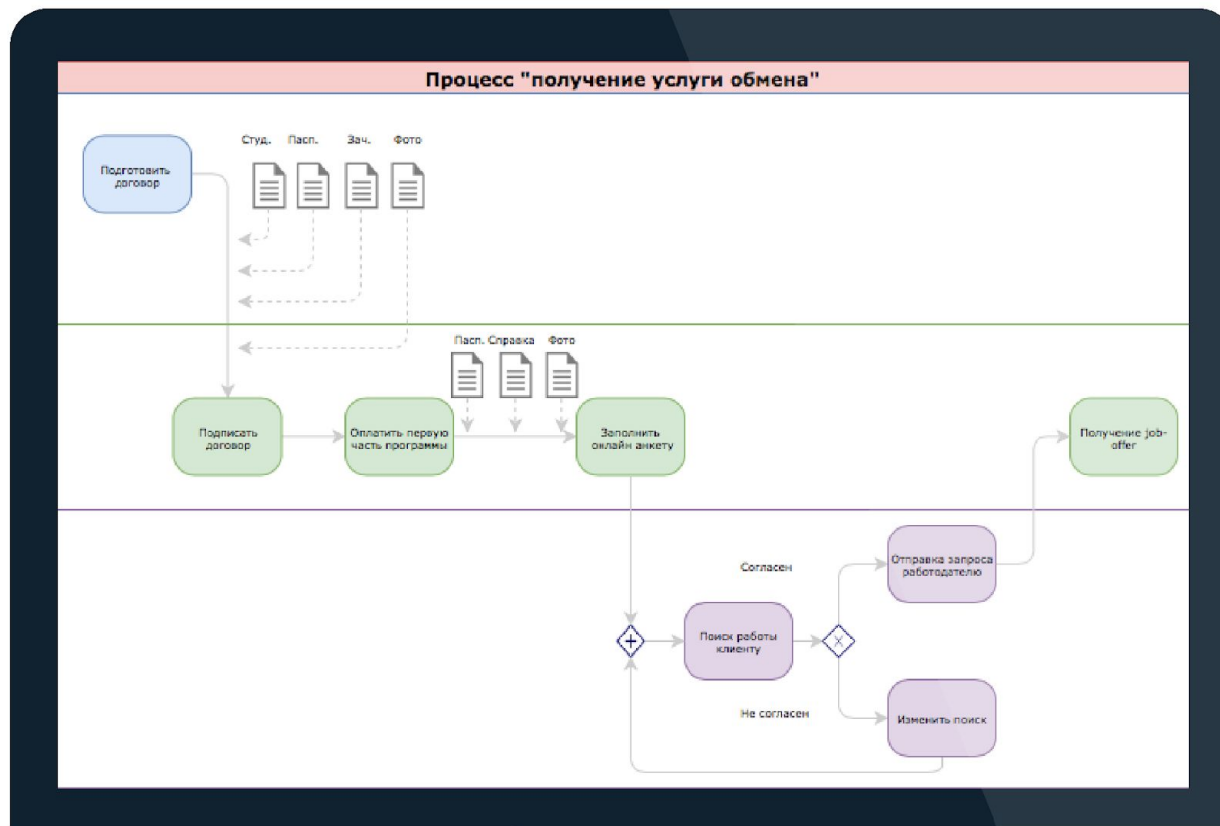 Процесс "получение услуги обмена"
Студ. Пасп. Зач. Фото
Подготовить
договор
Пасп. Справка Фото
Подписать
договор
Оплатить первую
часть программы
Заполнить
онлайн анкету
Получение job-
offer
Согласен
Отправка запроса
работодателю
Поиск работы
клиенту
Не согласен
Изменить поиск